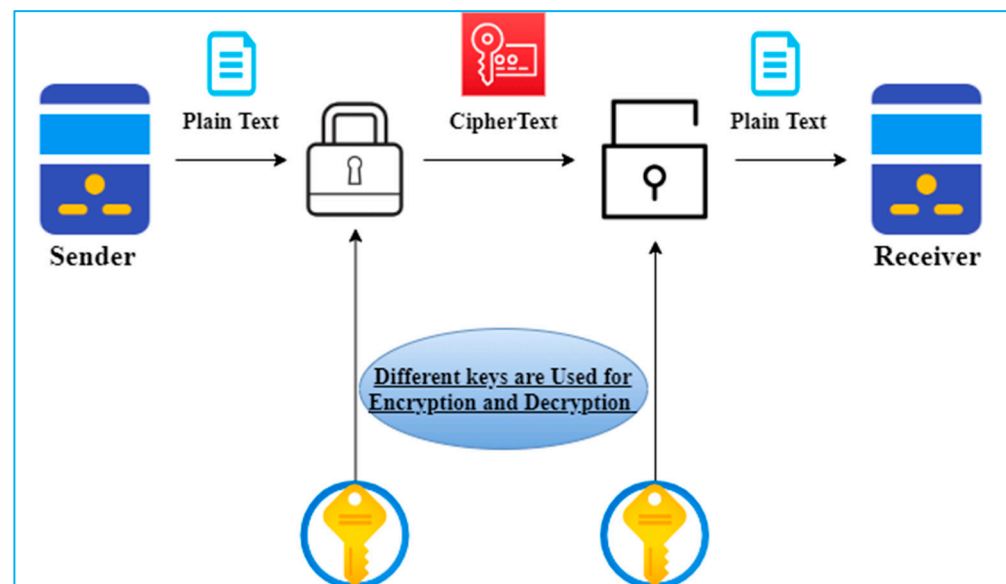 Plain Text
CipherText
Plain Text
Sender
Receiver
Different keys are Used for
Encryption and Decryption